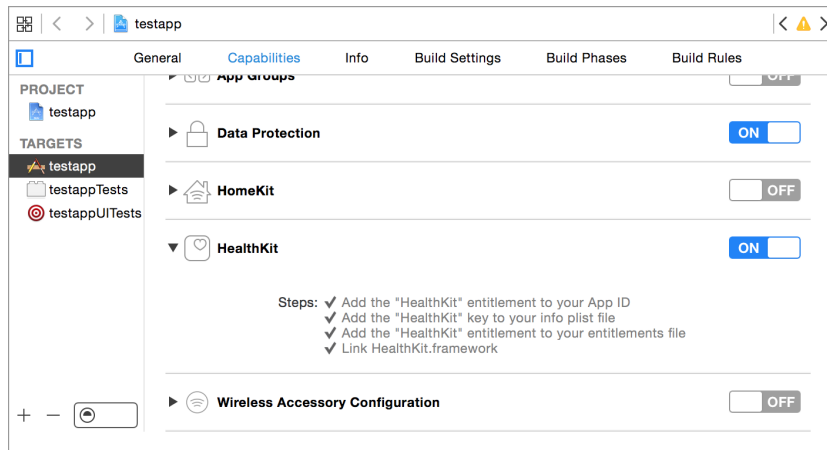 testapp
General Capabilities Info Build Settings Build Phases Build Rules
PROJECT
testapp
TARGETS
testapp
testappTests
testappUITests
App Groups OFF
Data Protection ON
HomeKit OFF
HealthKit ON
Steps: ✔ Add the "HealthKit" entitlement to your App ID
✔ Add the "HealthKit" key to your info plist file
✔ Add the "HealthKit" entitlement to your entitlements file
✔ Link HealthKit.framework
Wireless Accessory Configuration OFF